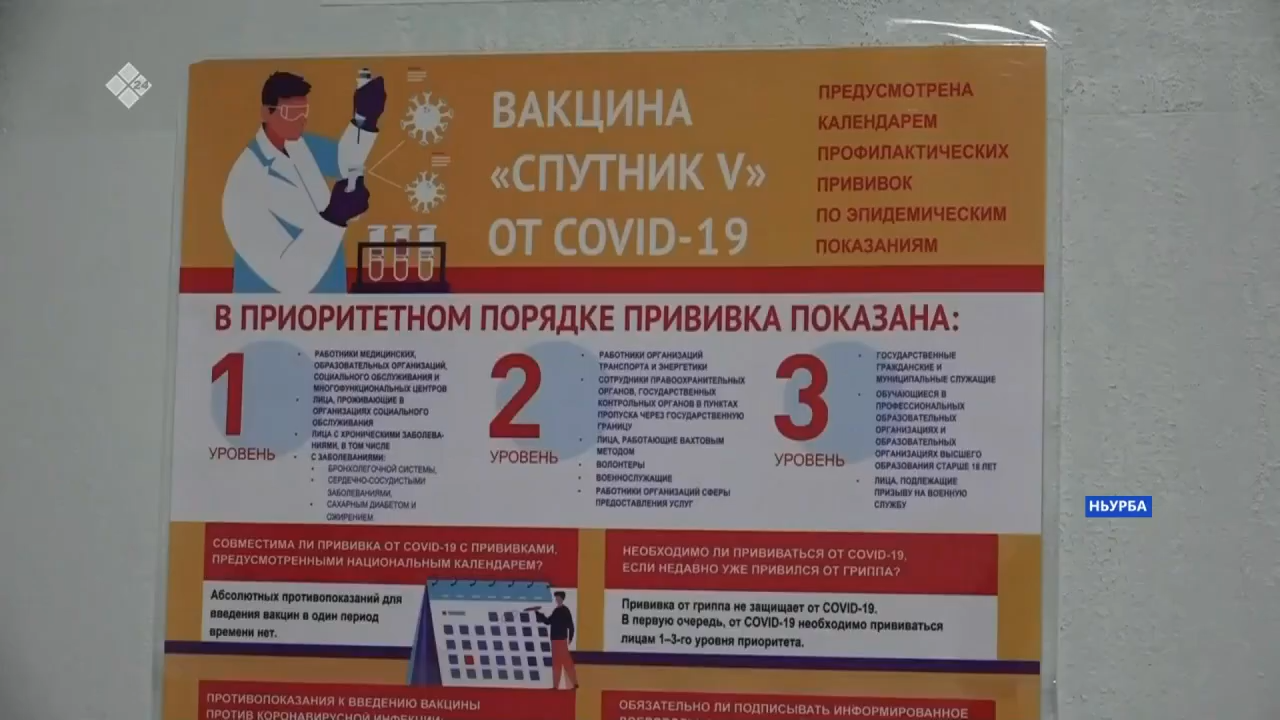 24
ВАКЦИНА
«СПУТНИК V»
ОТ COVID-19
ПРЕДУСМОТРЕНА
КАЛЕНДАРЕМ
ПРОФИЛАКТИЧЕСКИХ
ПРИВИВОК
ПО ЭПИДЕМИЧЕСКИМ
ПОКАЗАНИЯМ
В ПРИОРИТЕТНОМ ПОРЯДКЕ ПРИВИВКА ПОКАЗАНА:
1
УРОВЕНЬ
• РАБОТНИКИ МЕДИЦИНСКИХ,
ОБРАЗОВАТЕЛЬНЫХ ОРГАНИЗАЦИЙ,
СОЦИАЛЬНОГО ОБСЛУЖИВАНИЯ И
МНОГОФУНКЦИОНАЛЬНЫХ ЦЕНТРОВ
• ЛИЦА, ПРОЖИВАЮЩИЕ В
ОРГАНИЗАЦИЯХ СОЦИАЛЬНОГО
ОБСЛУЖИВАНИЯ
• ЛИЦА С ХРОНИЧЕСКИМИ ЗАБОЛЕВА-
НИЯМИ, В ТОМ ЧИСЛЕ
• С ЗАБОЛЕВАНИЯМИ:
• БРОНХОЛЕГОЧНОЙ СИСТЕМЫ,
• СЕРДЕЧНО-СОСУДИСТЫМИ
ЗАБОЛЕВАНИЯМИ,
• САХАРНЫМ ДИАБЕТОМ И
ОЖИРЕНИЕМ
2
УРОВЕНЬ
• РАБОТНИКИ ОРГАНИЗАЦИЙ
ТРАНСПОРТА И ЭНЕРГЕТИКИ
• СОТРУДНИКИ ПРАВООХРАНИТЕЛЬНЫХ
ОРГАНОВ, ГОСУДАРСТВЕННЫХ
КОНТРОЛЬНЫХ ОРГАНОВ В ПУНКТАХ
ПРОПУСКА ЧЕРЕЗ ГОСУДАРСТВЕННУЮ
ГРАНИЦУ
• ЛИЦА, РАБОТАЮЩИЕ ВАХТОВЫМ
МЕТОДОМ
• ВОЛОНТЕРЫ
• ВОЕННОСЛУЖАЩИЕ
• РАБОТНИКИ ОРГАНИЗАЦИЙ СФЕРЫ
ПРЕДОСТАВЛЕНИЯ УСЛУГ
3
УРОВЕНЬ
• ГОСУДАРСТВЕННЫЕ
ГРАЖДАНСКИЕ И
МУНИЦИПАЛЬНЫЕ СЛУЖАЩИЕ
• ОБУЧАЮЩИЕСЯ В
ПРОФЕССИОНАЛЬНЫХ
ОБРАЗОВАТЕЛЬНЫХ
ОРГАНИЗАЦИЯХ И
ОБРАЗОВАТЕЛЬНЫХ
ОРГАНИЗАЦИЯХ ВЫСШЕГО
ОБРАЗОВАНИЯ СТАРШЕ 18 ЛЕТ
• ЛИЦА, ПОДЛЕЖАЩИЕ
ПРИЗЫВУ НА ВОЕННУЮ
СЛУЖБУ
НЬУРБА
СОВМЕСТИМА ЛИ ПРИВИВКА ОТ COVID-19 С ПРИВИВКАМИ,
ПРЕДУСМОТРЕННЫМИ НАЦИОНАЛЬНЫМ КАЛЕНДАРЕМ?
Абсолютных противопоказаний для
введения вакцин в один период
времени нет.
НЕОБХОДИМО ЛИ ПРИВИВАТЬСЯ ОТ COVID-19,
ЕСЛИ НЕДАВНО УЖЕ ПРИВИЛСЯ ОТ ГРИППА?
Прививка от гриппа не защищает от COVID-19.
В первую очередь, от COVID-19 необходимо прививаться
лицам 1–3-го уровня приоритета.
ПРОТИВОПОКАЗАНИЯ К ВВЕДЕНИЮ ВАКЦИНЫ
ПРОТИВ КОРОНАВИРУСНОЙ ИНФЕКЦИИ:
ОБЯЗАТЕЛЬНО ЛИ ПОДПИСЫВАТЬ ИНФОРМИРОВАННОЕ